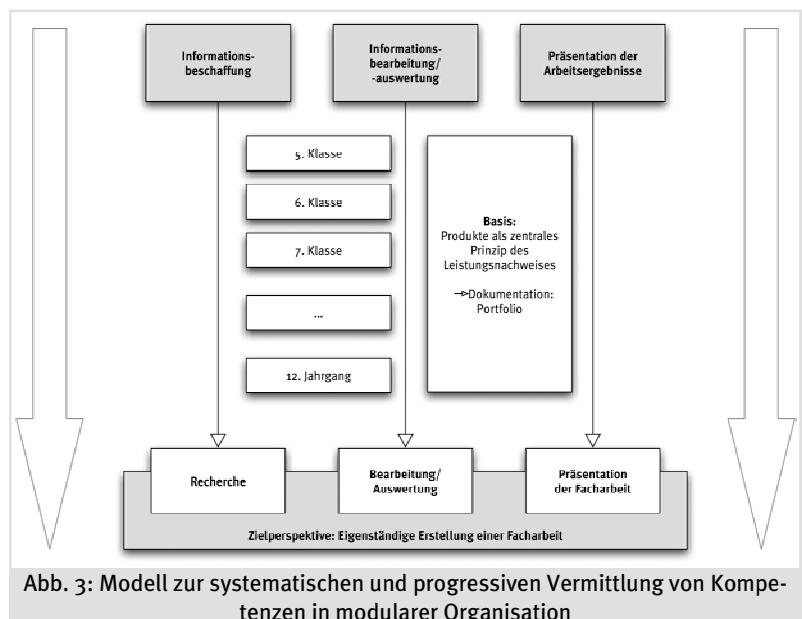 Informations-
beschaffung
Informations-
bearbeitung/
-auswertung
Präsentation der
Arbeitsergebnisse
5. Klasse
6. Klasse
7. Klasse
...
12. Jahrgang
Basis:
Produkte als zentrales
Prinzip des
Leistungsnachweises
Dokumentation:
Portfolio
Recherche
Bearbeitung/
Auswertung
Präsentation
der Facharbeit
Zielperspektive: Eigenständige Erstellung einer Facharbeit
Abb. 3: Modell zur systematischen und progressiven Vermittlung von Kompe-
tenzen in modularer Organisation